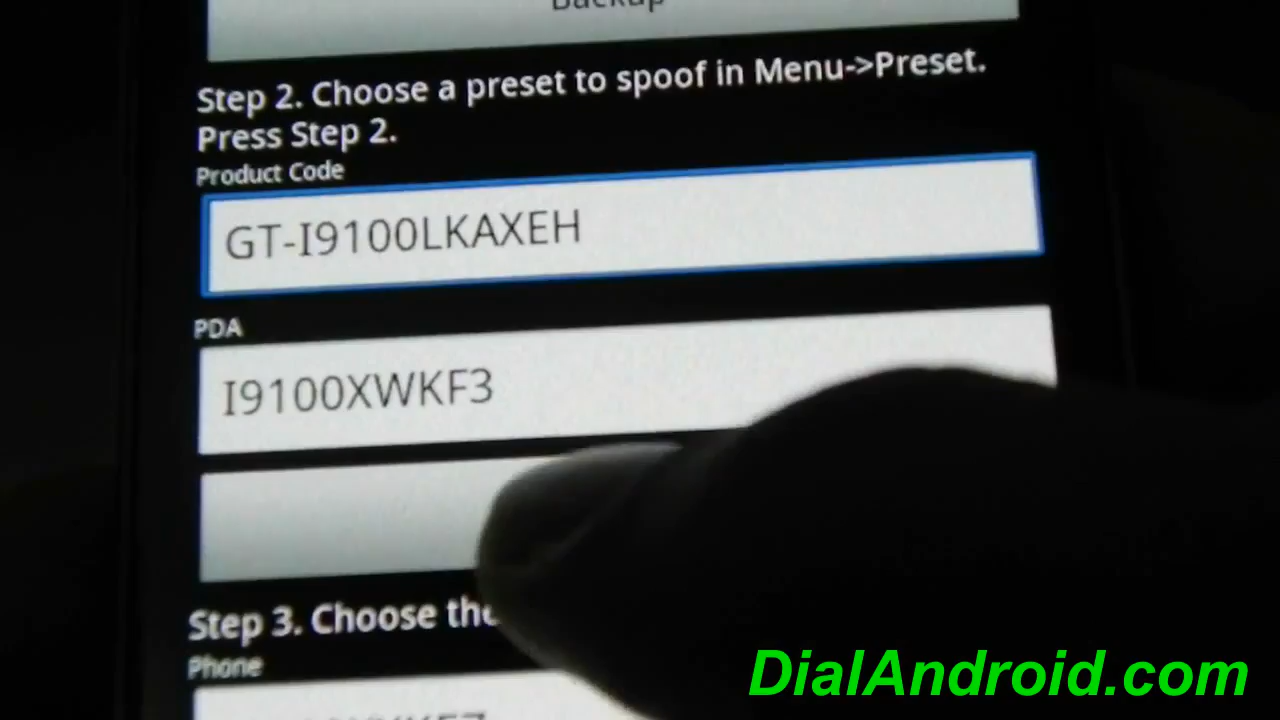 Backup
Step 2. Choose a preset to spoof in Menu->Preset.
Press Step 2.
Product Code
GT-I9100LKAXEH
PDA
I9100XWKF3
Step 3. Choose the
Phone
DialAndroid.com